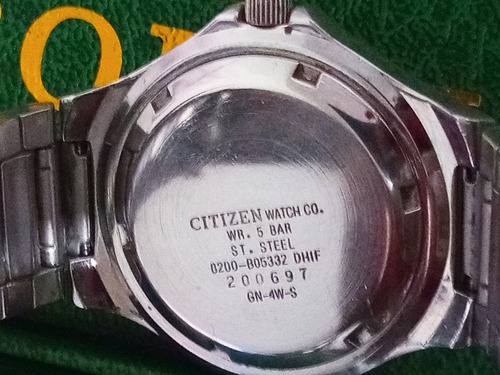 CITIZEN WATCH CO.
WR. 5 BAR
ST. STEEL
0200-B05332 DHIF
200697
GN-4W-S